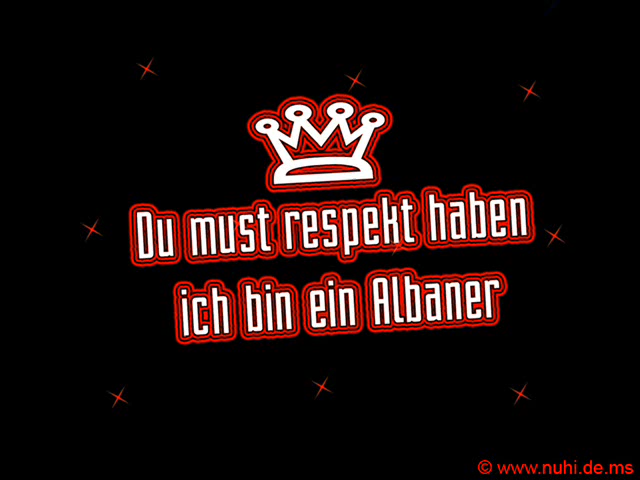 Du must respekt haben
ich bin ein Albaner
© www.nuhi.de.ms